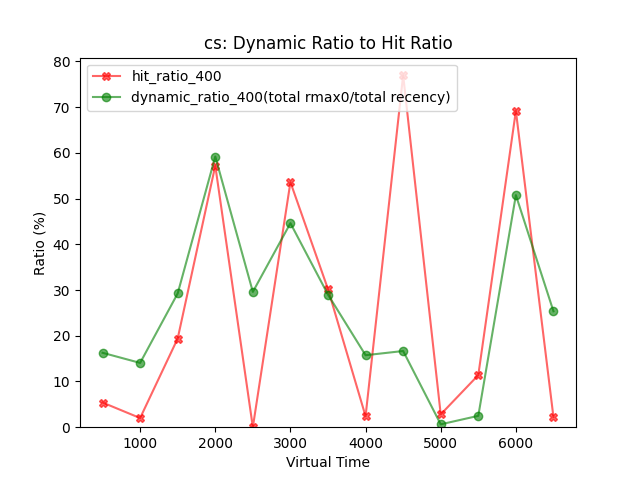 cs: Dynamic Ratio to Hit Ratio
hit_ratio_400
dynamic_ratio_400(total rmax0/total recency)
80
70
60
50
40
30
20
10
0
Ratio (%)
1000 2000 3000 4000 5000 6000
Virtual Time